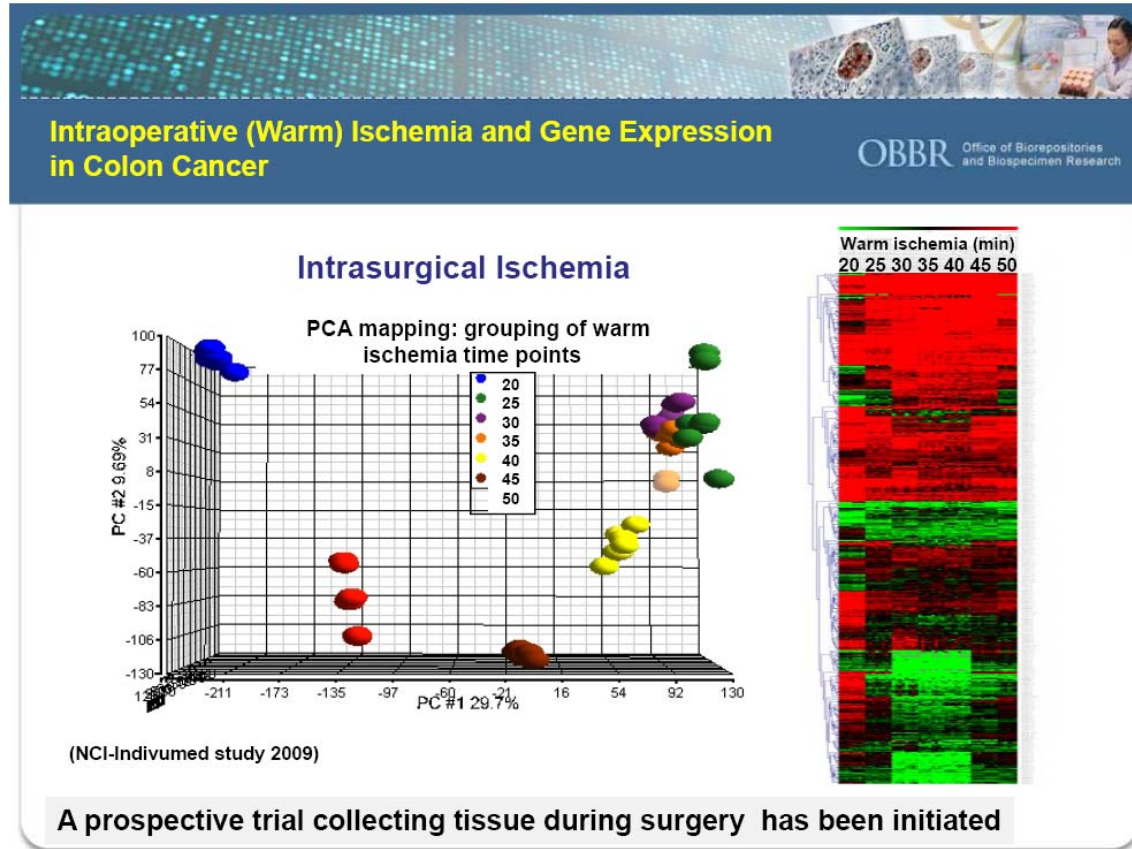 Intraoperative (Warm) Ischemia and Gene Expression
in Colon Cancer
OBBR
Office of Biorepositories
and Biospecimen Research
Intrasurgical Ischemia
PCA mapping: grouping of warm
ischemia time points
20
25
30
35
40
45
50
PC #2 9.69%
100
77
54
31
8
-15
-37
-60
-83
-106
-130
-211 -173 -135 -97 -60 -21 16 54 92 130
PC #1 29.7%
Warm ischemia (min)
20 25 30 35 40 45 50
(NCI-Indivumed study 2009)
A prospective trial collecting tissue during surgery has been initiated